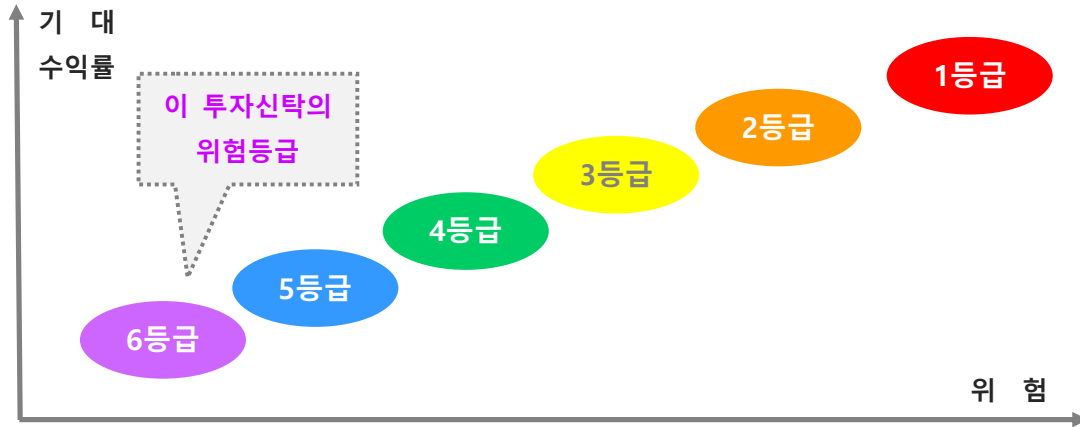 기 대
수익률
이 투자신탁의
위험등급
1등급
2등급
3등급
4등급
5등급
6등급
위 험